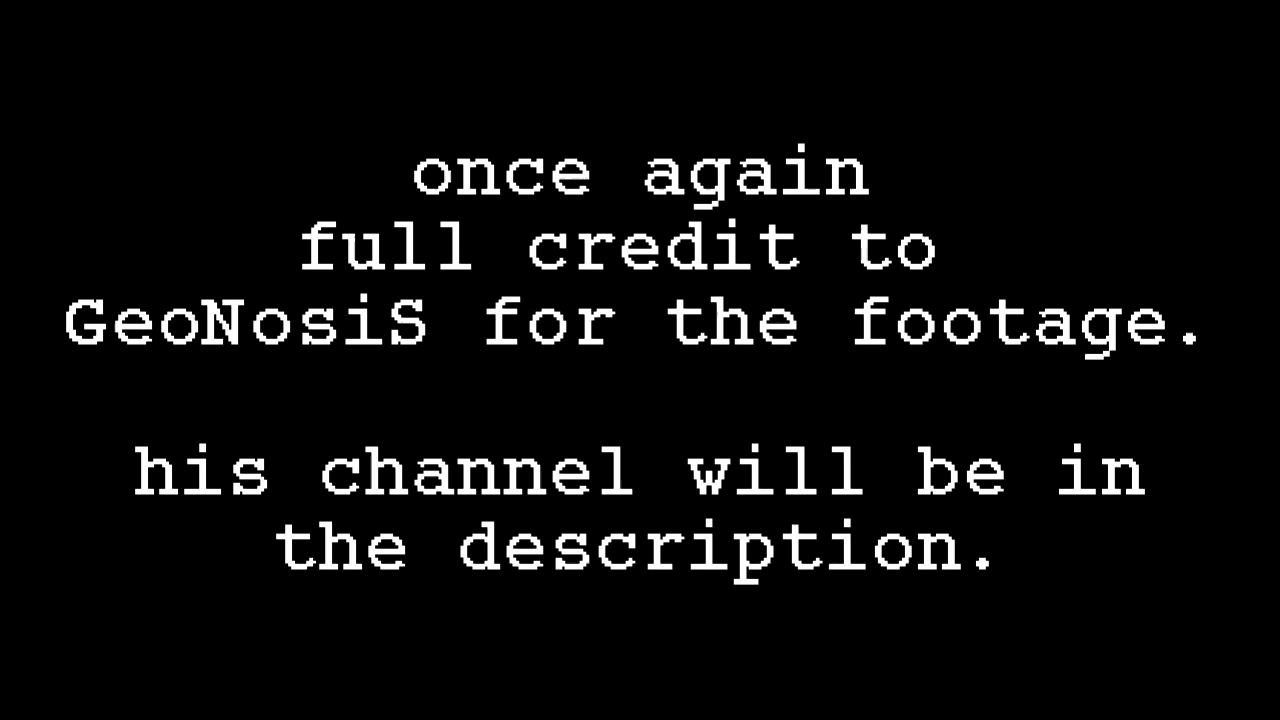 once again
full credit to
GeoNosiS for the footage.
his channel will be in
the description.